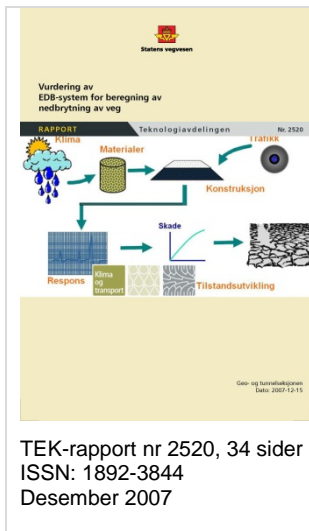 Statens vegvesen
Vurdering av
EDB-system for beregning av
nedbrytning av veg
RAPPORT Teknologiavdelingen Nr. 2520
Klima
Trafikk
Materialer
Konstruksjon
Skade
Respons
Klima
og
transport
Tilstandsutvikling
Geo- og tunnelseksjonen
Dato: 2007-12-15
TEK-rapport nr 2520, 34 sider
ISSN: 1892-3844
Desember 2007